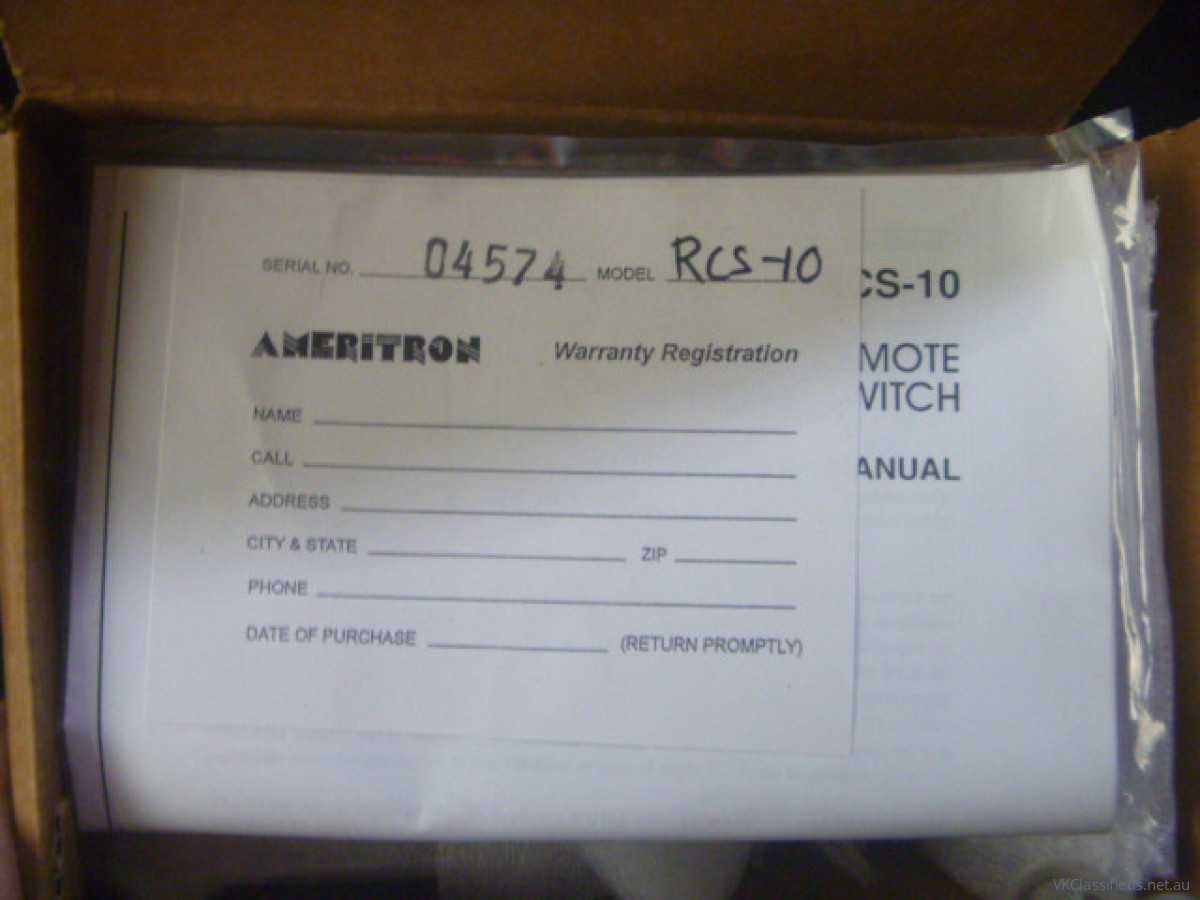 SERIAL NO. 04574 MODEL RCS-10
AMERITRON Warranty Registration
NAME
CALL
ADDRESS
CITY & STATE ZIP
PHONE
DATE OF PURCHASE (RETURN PROMPTLY)
CS-10
MOTE
WITCH
ANUAL
VKClassifieds.net.au